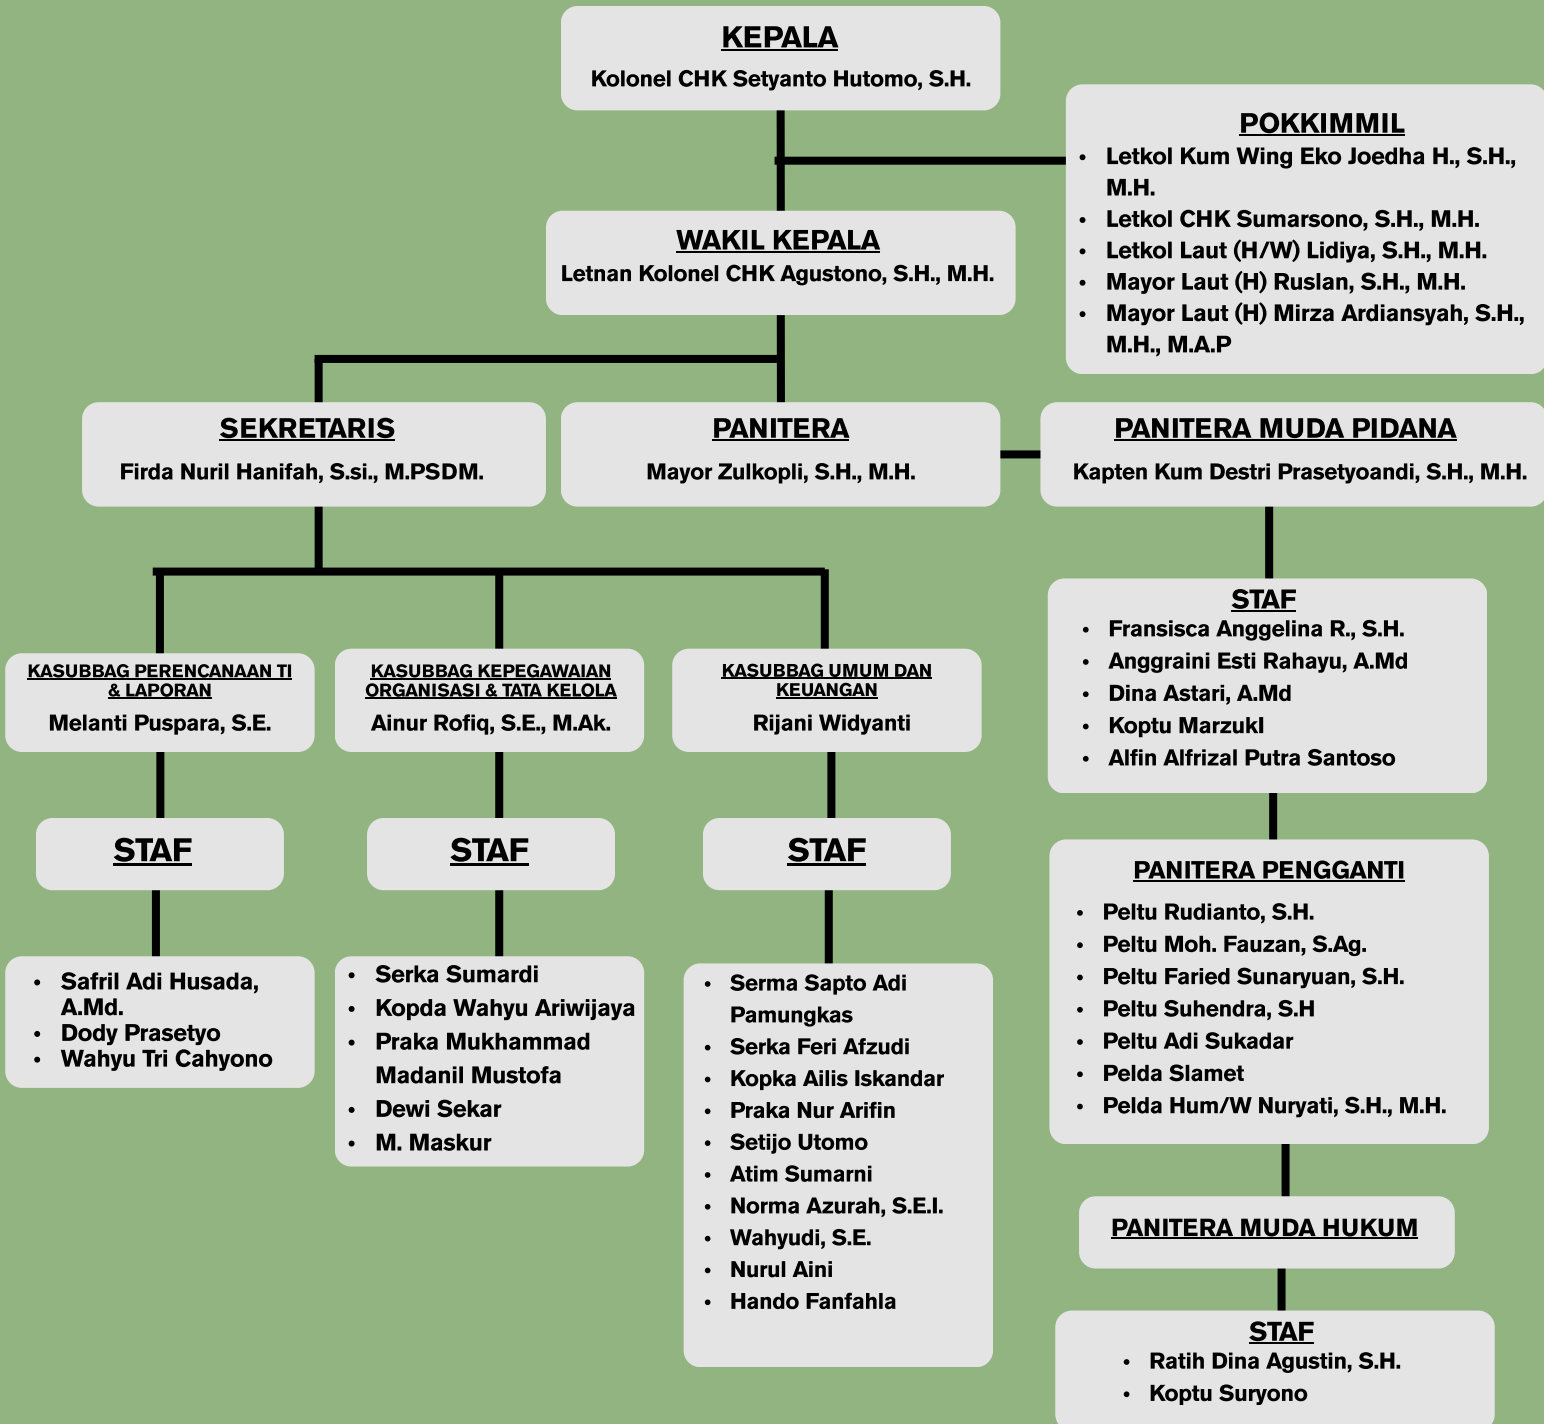 KEPALA
Kolonel CHK Setyanto Hutomo, S.H.
POKKIMMIL
• Letkol Kum Wing Eko Joedha H., S.H.,
M.H.
• Letkol CHK Sumarsono, S.H., M.H.
• Letkol Laut (H/W) Lidiya, S.H., M.H.
• Mayor Laut (H) Ruslan, S.H., M.H.
• Mayor Laut (H) Mirza Ardiansyah, S.H.,
M.H., M.A.P
WAKIL KEPALA
Letnan Kolonel CHK Agustono, S.H., M.H.
SEKRETARIS
Firda Nuril Hanifah, S.si., M.PSDM.
PANITERA
Mayor Zulkopli, S.H., M.H.
PANITERA MUDA PIDANA
Kapten Kum Destri Prasetyoandi, S.H., M.H.
KASUBBAG PERENCANAAN TI
& LAPORAN
Melanti Puspara, S.E.
KASUBBAG KEPEGAWAIAN
ORGANISASI & TATA KELOLA
Ainur Rofiq, S.E., M.Ak.
KASUBBAG UMUM DAN
KEUANGAN
Rijani Widyanti
STAF
• Fransisca Anggelina R., S.H.
• Anggraini Esti Rahayu, A.Md
• Dina Astari, A.Md
• Koptu MarzukI
• Alfin Alfrizal Putra Santoso
STAF
• Safril Adi Husada,
A.Md.
• Dody Prasetyo
• Wahyu Tri Cahyono
STAF
• Serka Sumardi
• Kopda Wahyu Ariwijaya
• Praka Mukhammad
Madanil Mustofa
• Dewi Sekar
• M. Maskur
STAF
• Serma Sapto Adi
Pamungkas
• Serka Feri Afzudi
• Kopka Ailis Iskandar
• Praka Nur Arifin
• Setijo Utomo
• Atim Sumarni
• Norma Azurah, S.E.I.
• Wahyudi, S.E.
• Nurul Aini
• Hando Fanfahla
PANITERA PENGGANTI
• Peltu Rudianto, S.H.
• Peltu Moh. Fauzan, S.Ag.
• Peltu Faried Sunaryuan, S.H.
• Peltu Suhendra, S.H
• Peltu Adi Sukadar
• Pelda Slamet
• Pelda Hum/W Nuryati, S.H., M.H.
PANITERA MUDA HUKUM
STAF
• Ratih Dina Agustin, S.H.
• Koptu Suryono